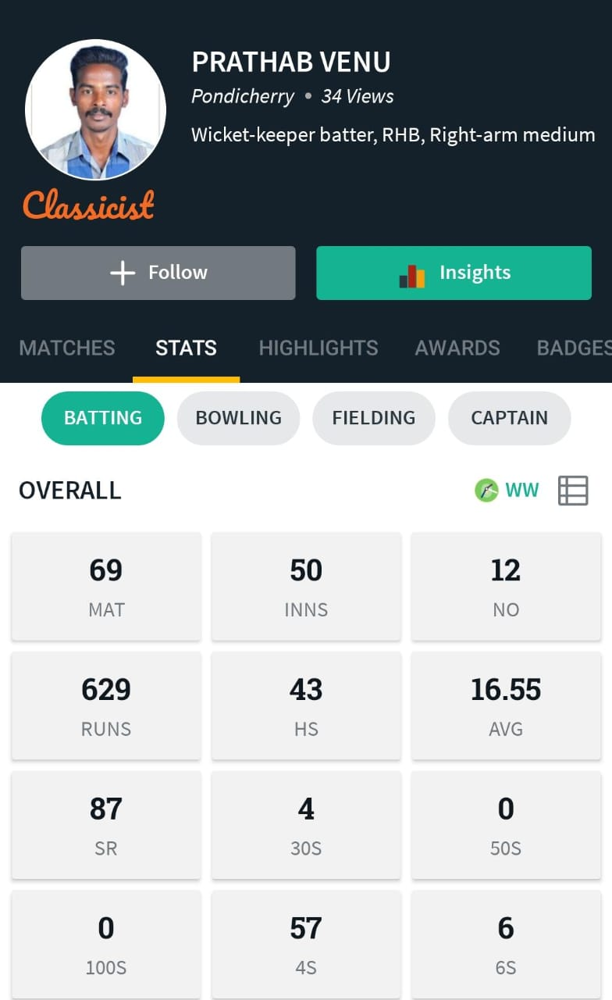 PRATHAB VENU
Pondicherry • 34 Views
Wicket-keeper batter, RHB, Right-arm medium
Classicist
+ Follow
Insights
MATCHES STATS HIGHLIGHTS AWARDS BADGES
BATTING BOWLING FIELDING CAPTAIN
OVERALL WW
69 50 12
MAT INNS NO
629 43 16.55
RUNS HS AVG
87 4 0
SR 30S 50S
0 57 6
100S 4S 6S